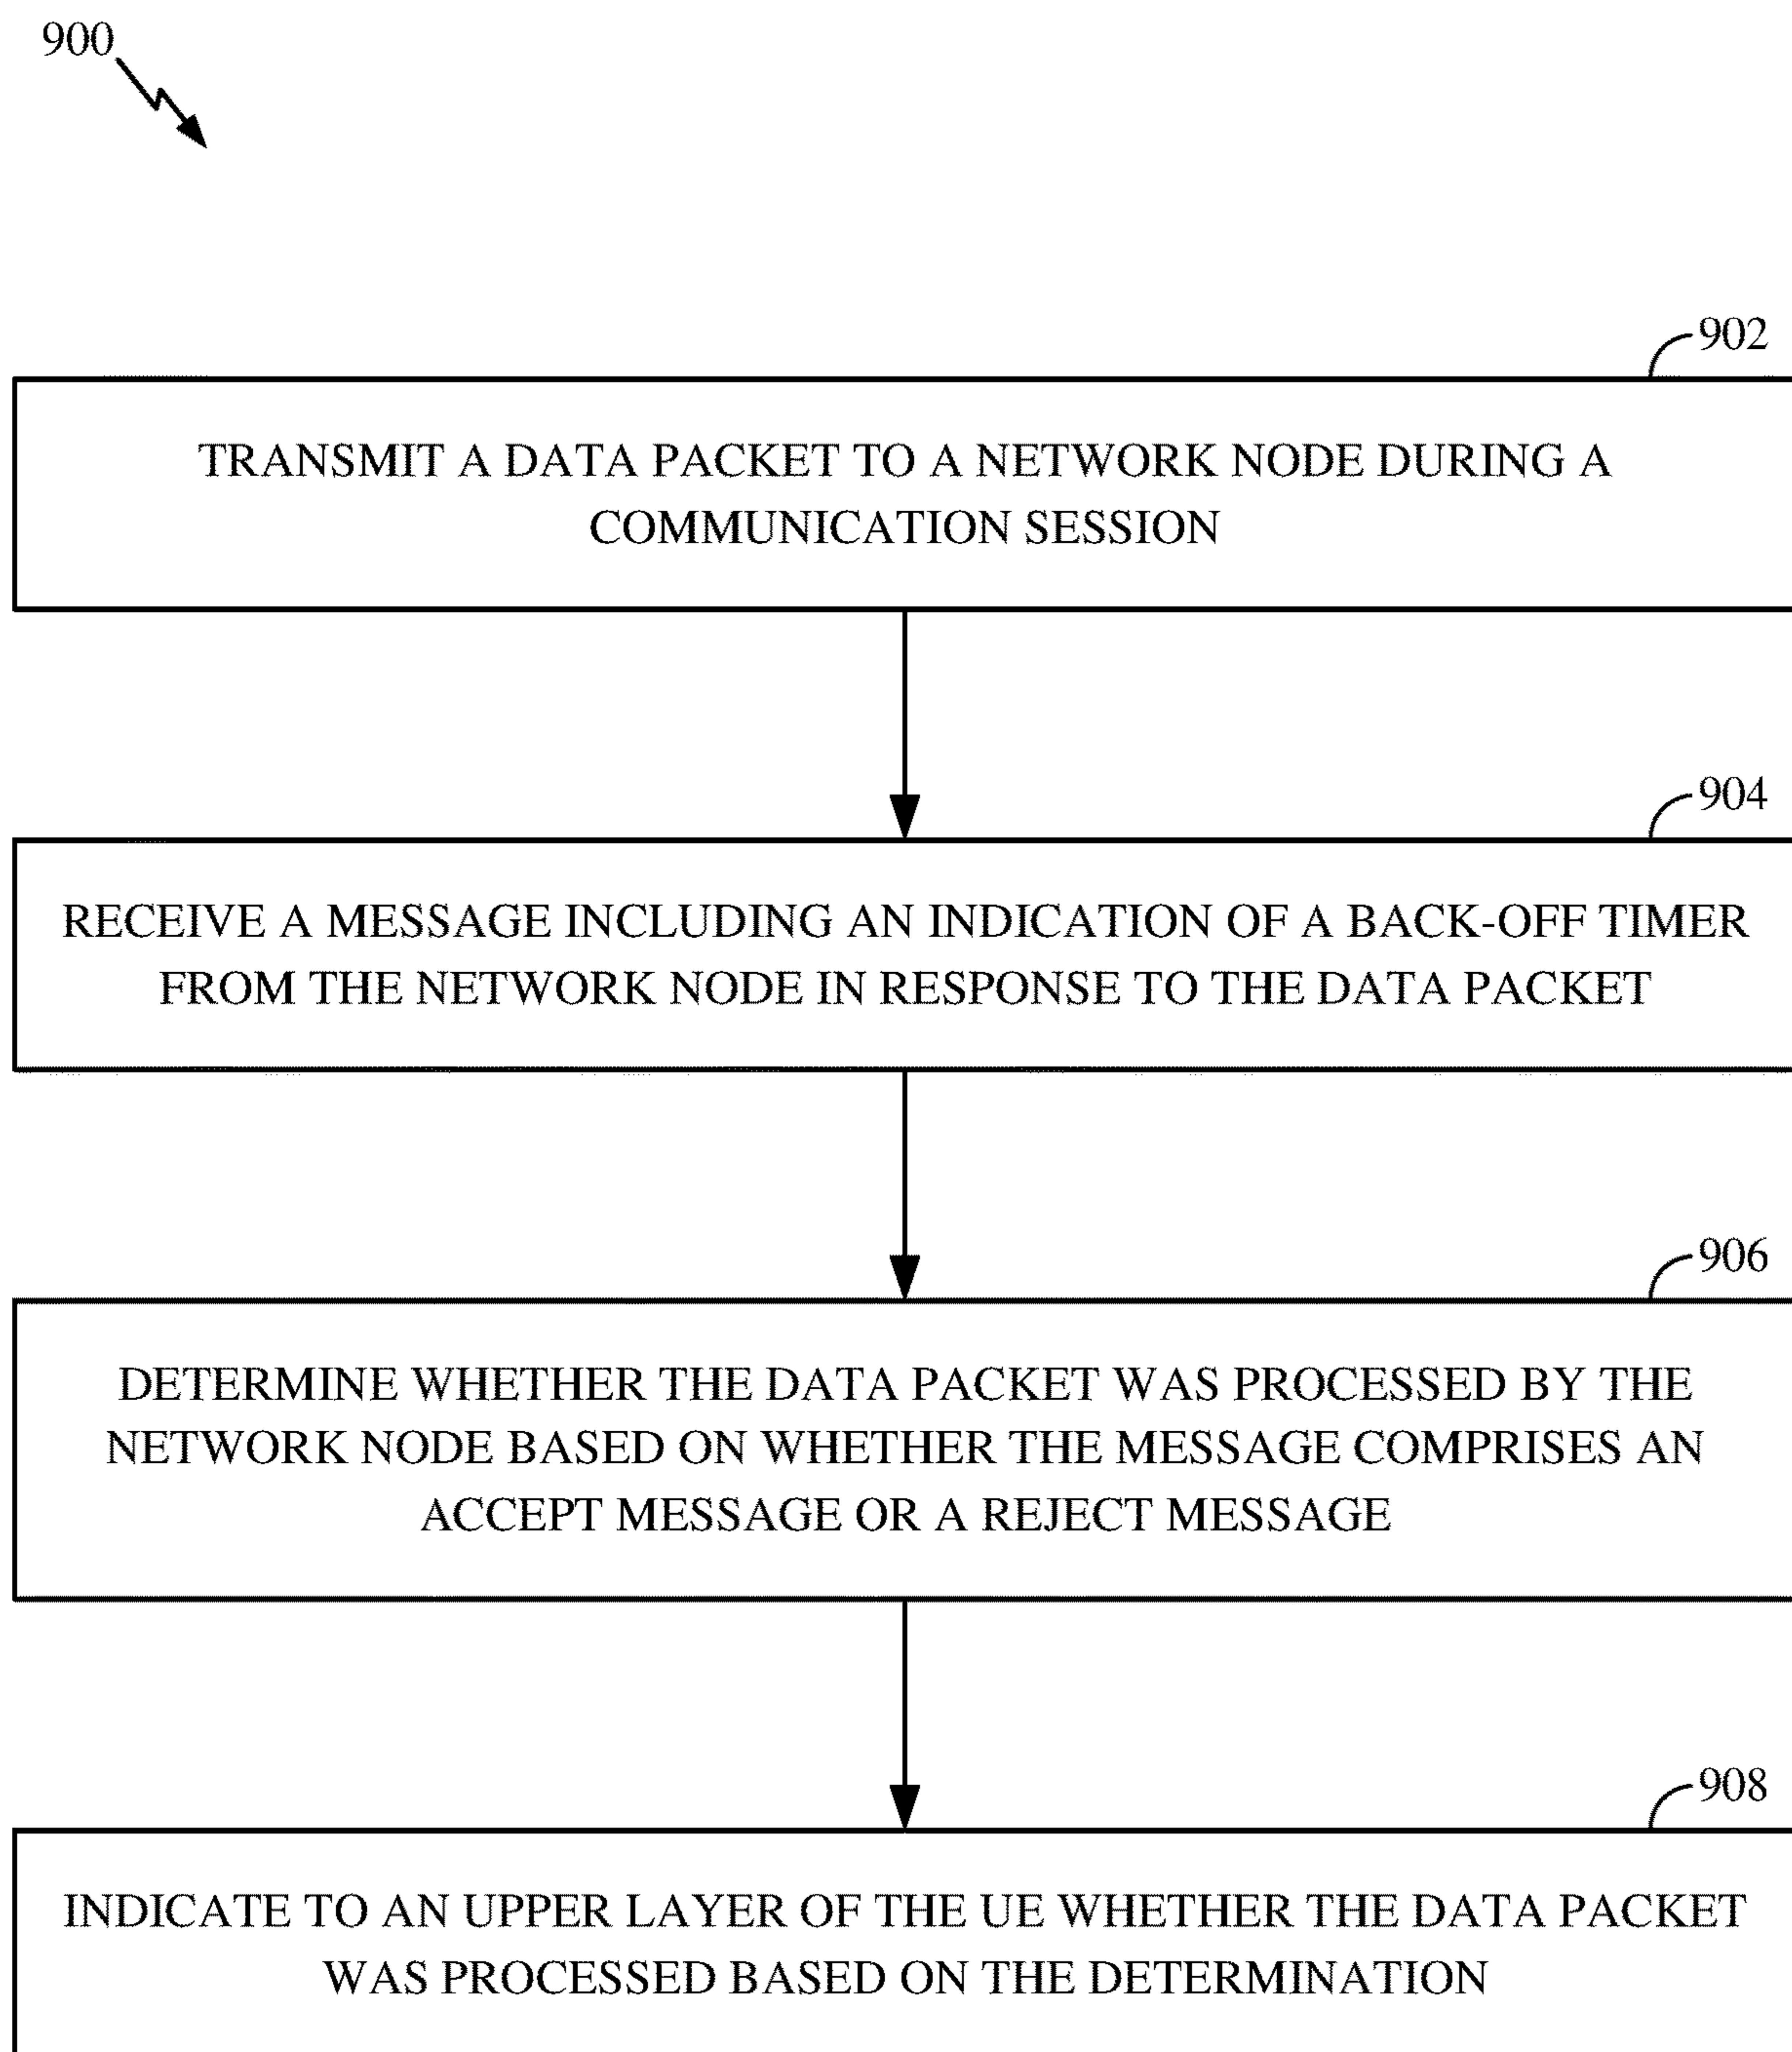 900
902
TRANSMIT A DATA PACKET TO A NETWORK NODE DURING A
COMMUNICATION SESSION
904
RECEIVE A MESSAGE INCLUDING AN INDICATION OF A BACK-OFF TIMER
FROM THE NETWORK NODE IN RESPONSE TO THE DATA PACKET
906
DETERMINE WHETHER THE DATA PACKET WAS PROCESSED BY THE
NETWORK NODE BASED ON WHETHER THE MESSAGE COMPRISES AN
ACCEPT MESSAGE OR A REJECT MESSAGE
908
INDICATE TO AN UPPER LAYER OF THE UE WHETHER THE DATA PACKET
WAS PROCESSED BASED ON THE DETERMINATION